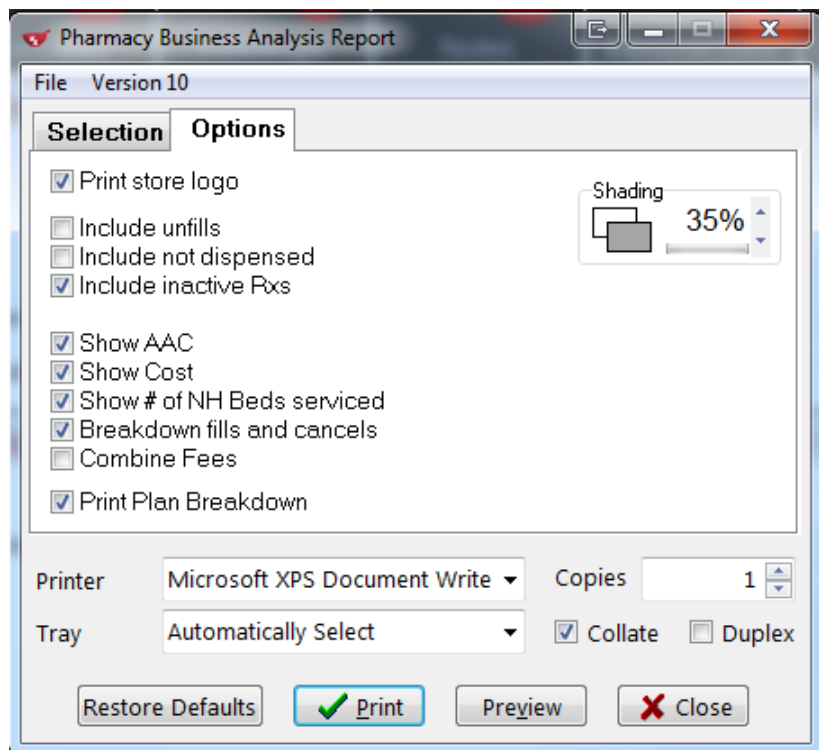 Pharmacy Business Analysis Report
File Version 10
Selection Options
Print store logo
Shading
35%
Include unfills
Include not dispensed
Include inactive Rxs
Show AAC
Show Cost
Show # of NH Beds serviced
Breakdown fills and cancels
Combine Fees
Print Plan Breakdown
Printer Microsoft XPS Document Write Copies 1
Tray Automatically Select Collate Duplex
Restore Defaults Print Preview Close